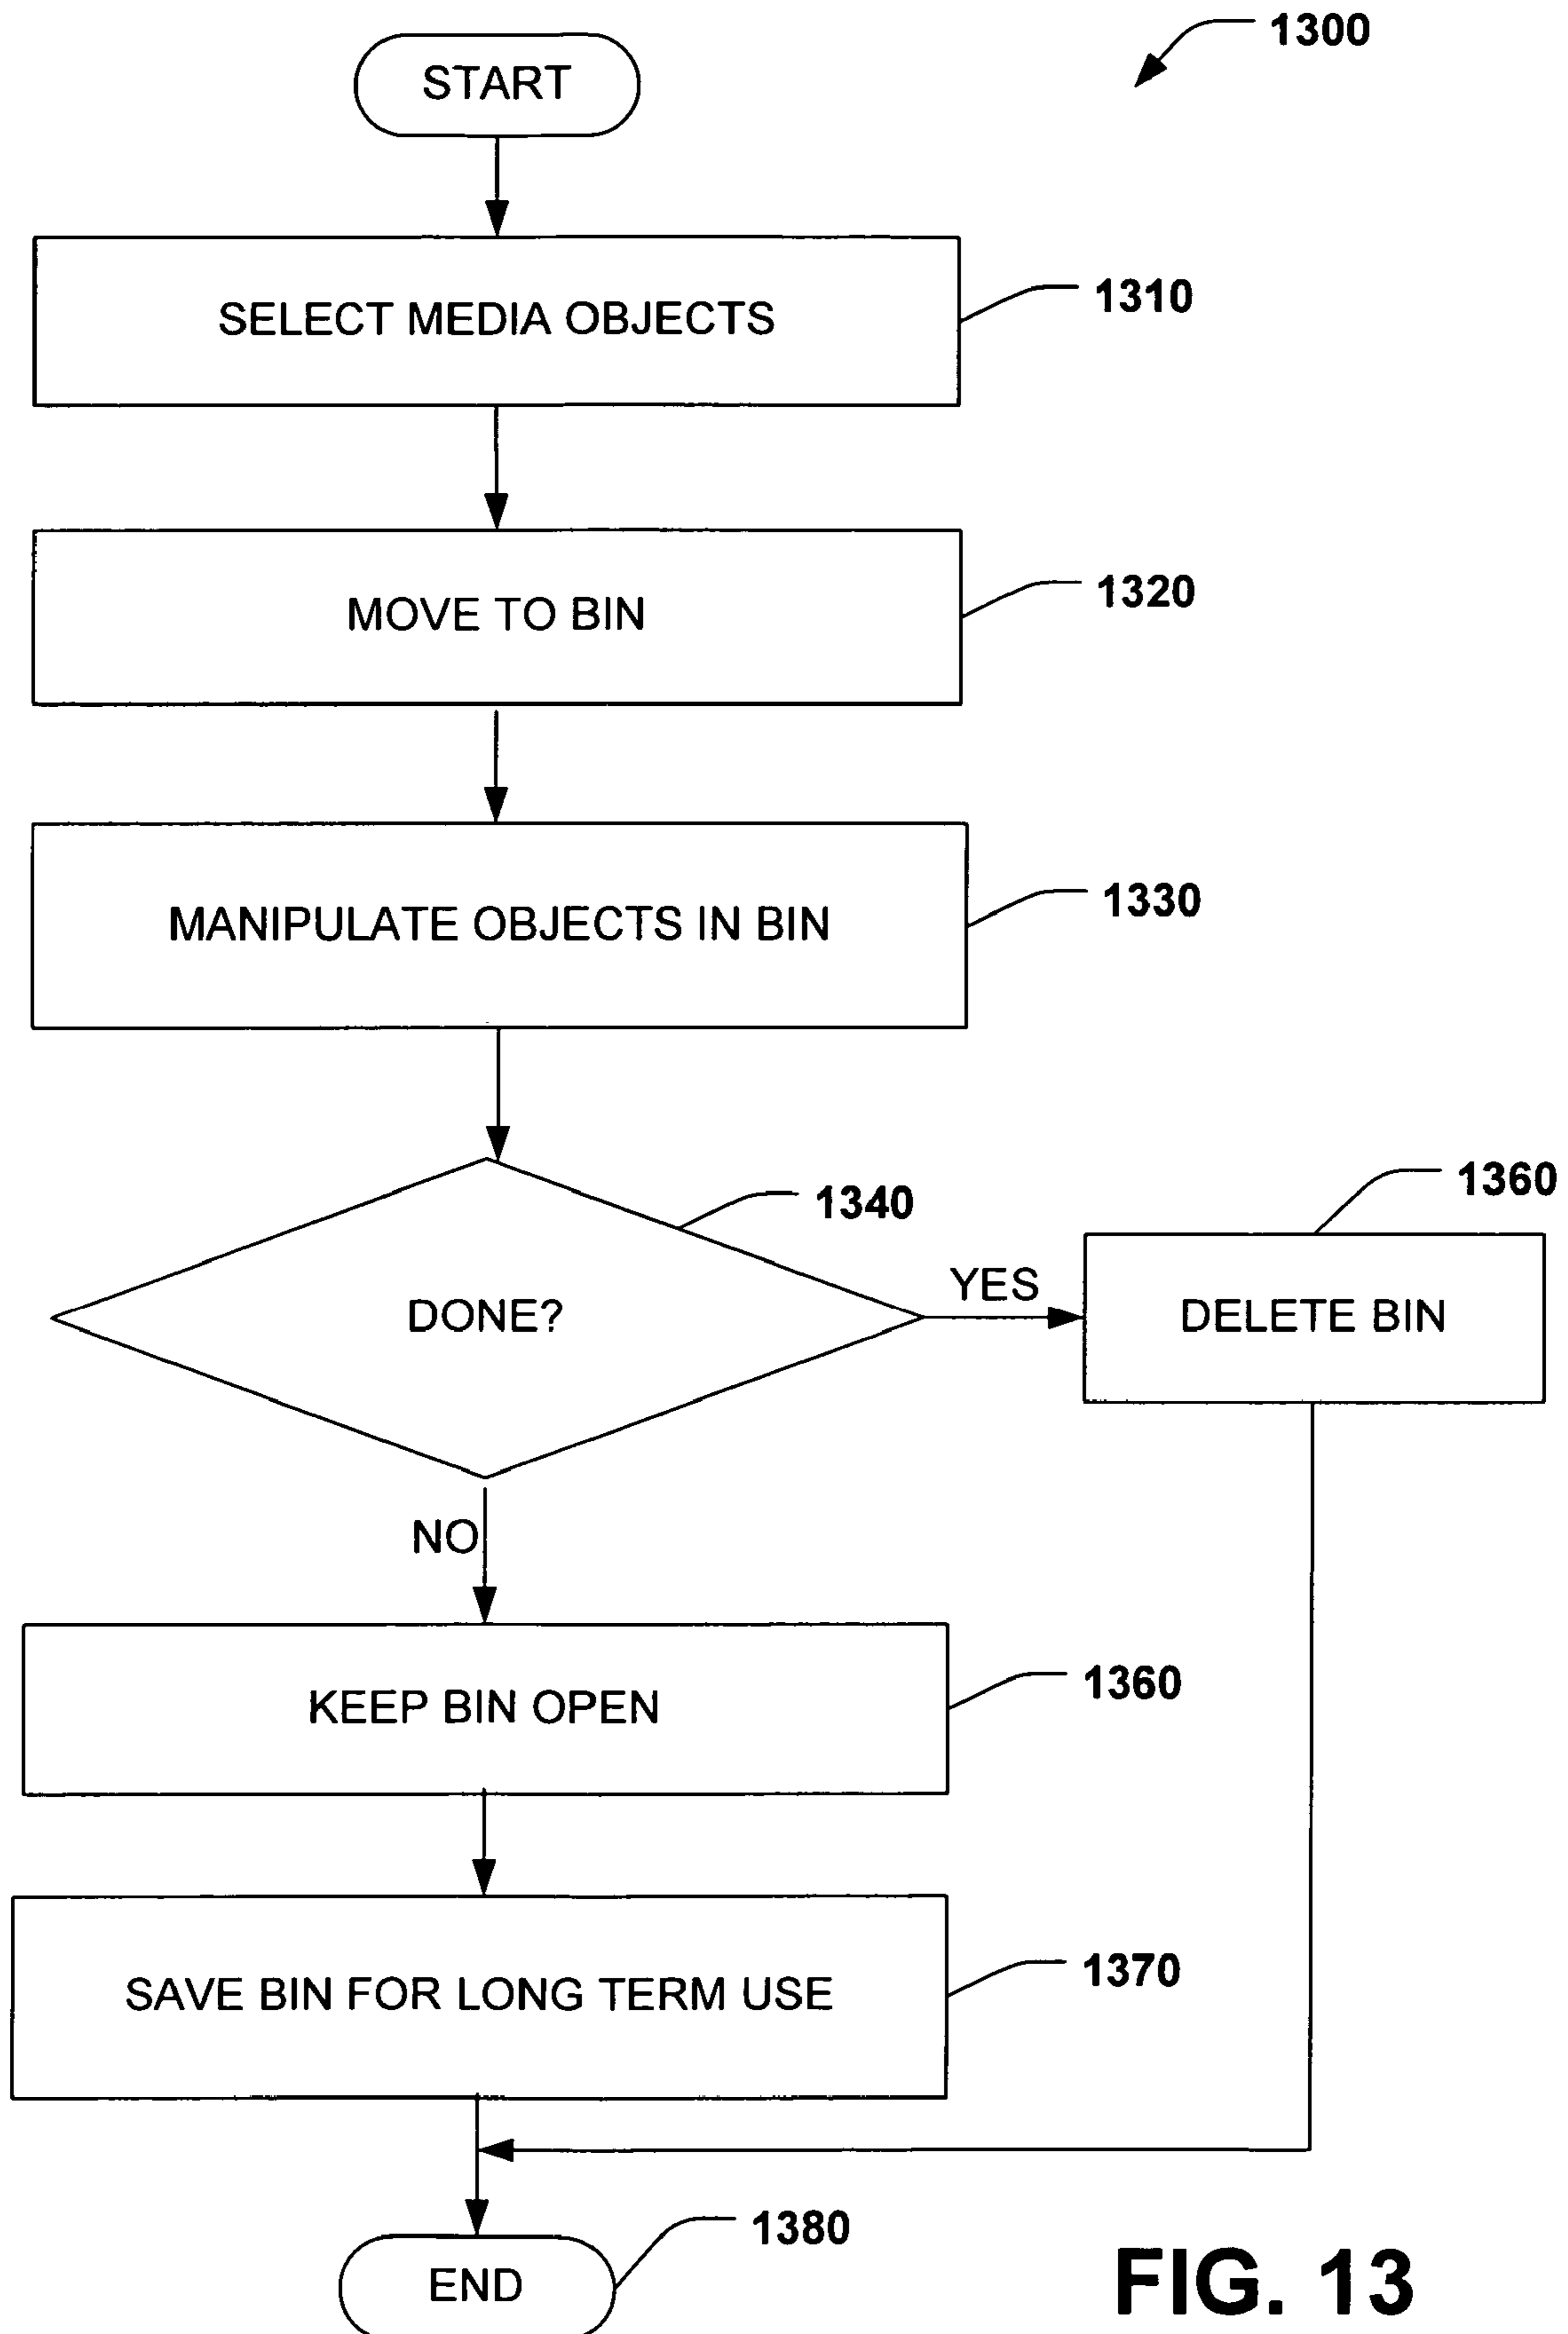 1300
START
SELECT MEDIA OBJECTS
1310
MOVE TO BIN
1320
MANIPULATE OBJECTS IN BIN
1330
1340
DONE?
YES
1360
DELETE BIN
NO
KEEP BIN OPEN
1360
SAVE BIN FOR LONG TERM USE
1370
END
1380
FIG. 13